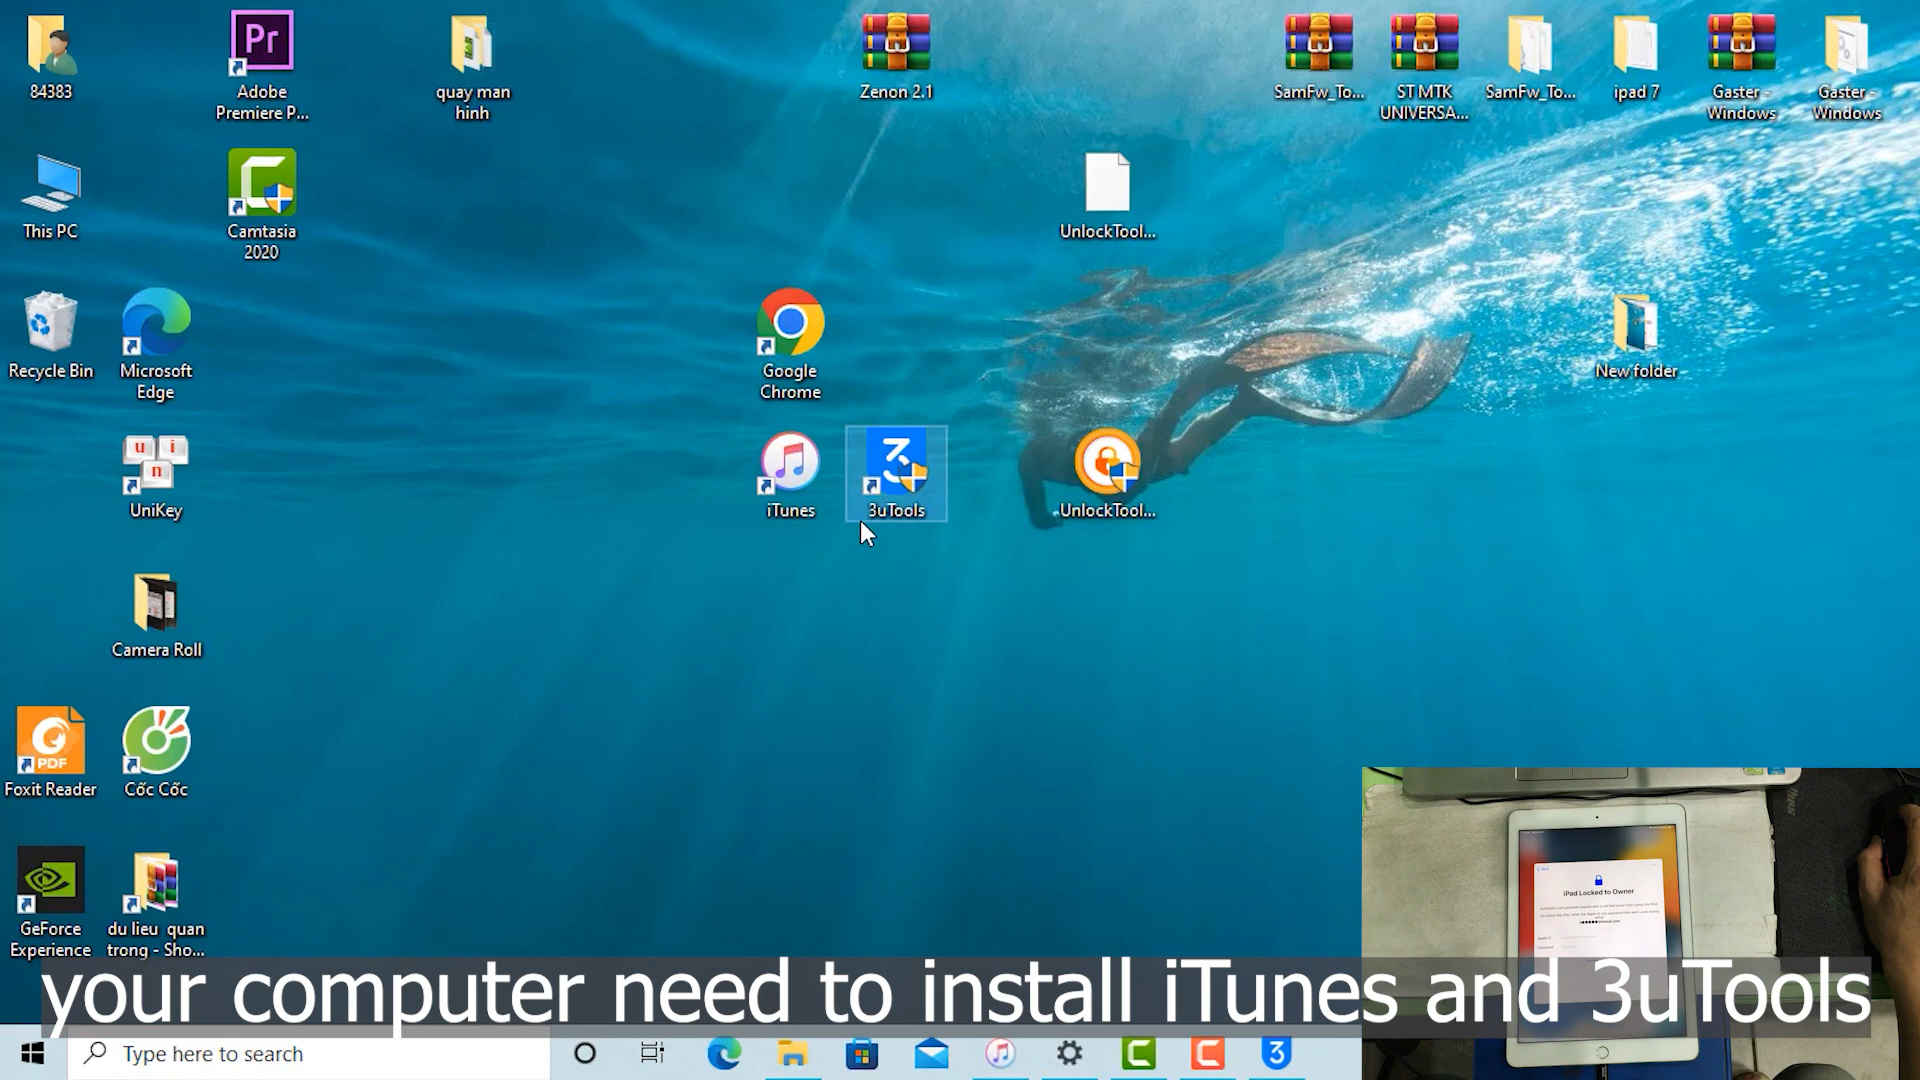 84383
Adobe
Premiere P...
quay man
hinh
Zenon 2.1
SamFw_To...
ST MTK
UNIVERSA...
SamFw_To...
ipad 7
Gaster -
Windows
Gaster -
Windows
This PC
Camtasia
2020
UnlockTool...
Recycle Bin
Microsoft
Edge
Google
Chrome
New folder
UniKey
iTunes
3uTools
UnlockTool...
Camera Roll
PDF
Foxit Reader
Cốc Cốc
GeForce
Experience
du lieu quan
trong - Sho...
iPad Locked to Owner
your computer need to install iTunes and 3uTools
Type here to search